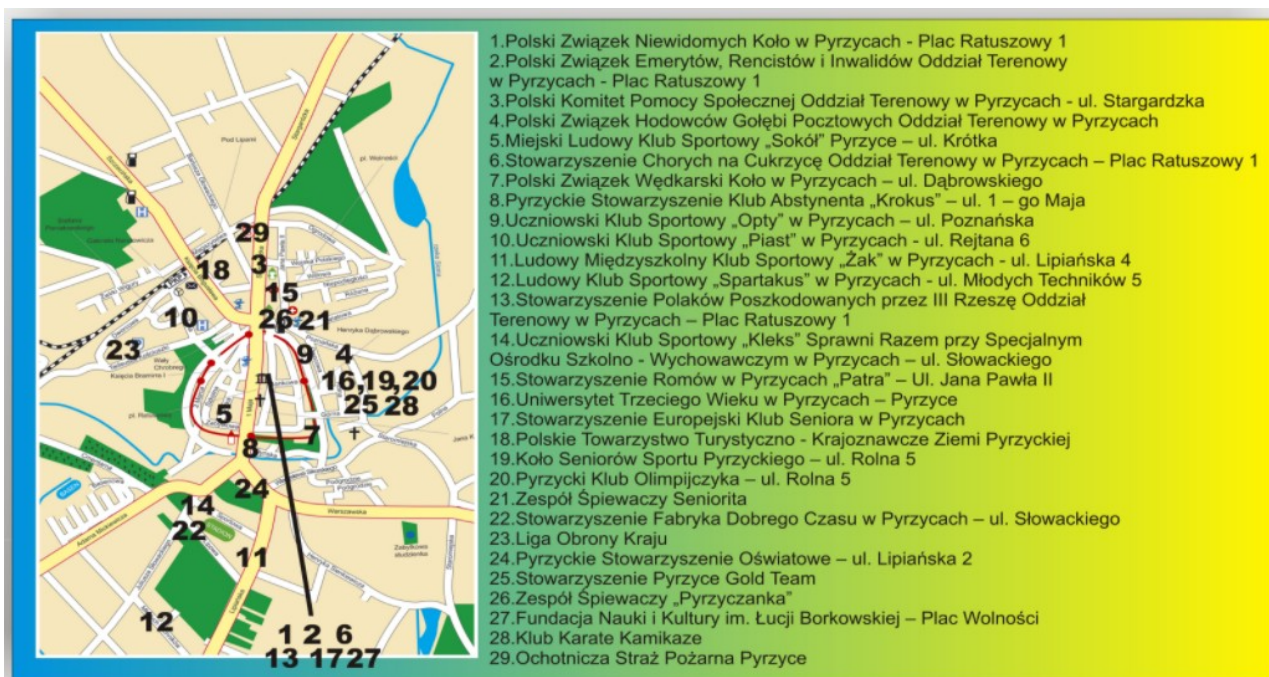 1.Polski Związek Niewidomych Koło w Pyrzycach - Plac Ratuszowy 1
2.Polski Związek Emerytów, Rencistów i Inwalidów Oddział Terenowy
w Pyrzycach - Plac Ratuszowy 1
3.Polski Komitet Pomocy Społecznej Oddział Terenowy w Pyrzycach - ul. Stargardzka
4.Polski Związek Hodowców Gołębi Pocztowych Oddział Terenowy w Pyrzycach
5.Miejski Ludowy Klub Sportowy „Sokół” Pyrzyce – ul. Krótka
6.Stowarzyszenie Chorych na Cukrzycę Oddział Terenowy w Pyrzycach – Plac Ratuszowy 1
7.Polski Związek Wędkarski Koło w Pyrzycach – ul. Dąbrowskiego
8.Pyrzyckie Stowarzyszenie Klub Abstynenta „Krokus” – ul. 1 – go Maja
9.Uczniowski Klub Sportowy „Opty” w Pyrzycach – ul. Poznańska
10.Uczniowski Klub Sportowy „Piast” w Pyrzycach - ul. Rejtana 6
11.Ludowy Międzyszkolny Klub Sportowy „Żak” w Pyrzycach - ul. Lipiańska 4
12.Ludowy Klub Sportowy „Spartakus” w Pyrzycach - ul. Młodych Techników 5
13.Stowarzyszenie Polaków Poszkodowanych przez III Rzeszę Oddział
Terenowy w Pyrzycach – Plac Ratuszowy 1
14.Uczniowski Klub Sportowy „Kleks” Sprawni Razem przy Specjalnym
Ośrodku Szkolno - Wychowawczym w Pyrzycach – ul. Słowackiego
15.Stowarzyszenie Romów w Pyrzycach „Patra” – Ul. Jana Pawła II
16.Uniwersytet Trzeciego Wieku w Pyrzycach – Pyrzyce
17.Stowarzyszenie Europejski Klub Seniora w Pyrzycach
18.Polskie Towarzystwo Turystyczno - Krajoznawcze Ziemi Pyrzyckiej
19.Koło Seniorów Sportu Pyrzyckiego – ul. Rolna 5
20.Pyrzycki Klub Olimpijczyka – ul. Rolna 5
21.Zespół Śpiewaczy Seniorita
22.Stowarzyszenie Fabryka Dobrego Czasu w Pyrzycach – ul. Słowackiego
23.Liga Obrony Kraju
24.Pyrzyckie Stowarzyszenie Oświatowe – ul. Lipiańska 2
25.Stowarzyszenie Pyrzyce Gold Team
26.Zespół Śpiewaczy „Pyrzyczanka”
27.Fundacja Nauki i Kultury im. Łucji Borkowskiej – Plac Wolności
28.Klub Karate Kamikaze
29.Ochotnicza Straż Pożarna Pyrzyce
Pod Lipami
pl. Wolności
Stargardzka
29
18
3
15
10
26 21
Henryka Dąbrowskiego
23
9
4
16,19,20
5
25 28
7
8
24
14
Warszawska
22
Adama Mickiewicza
11
Zabytkowa
studzienka
Lipiańska
12
1 2 6
13 17 27